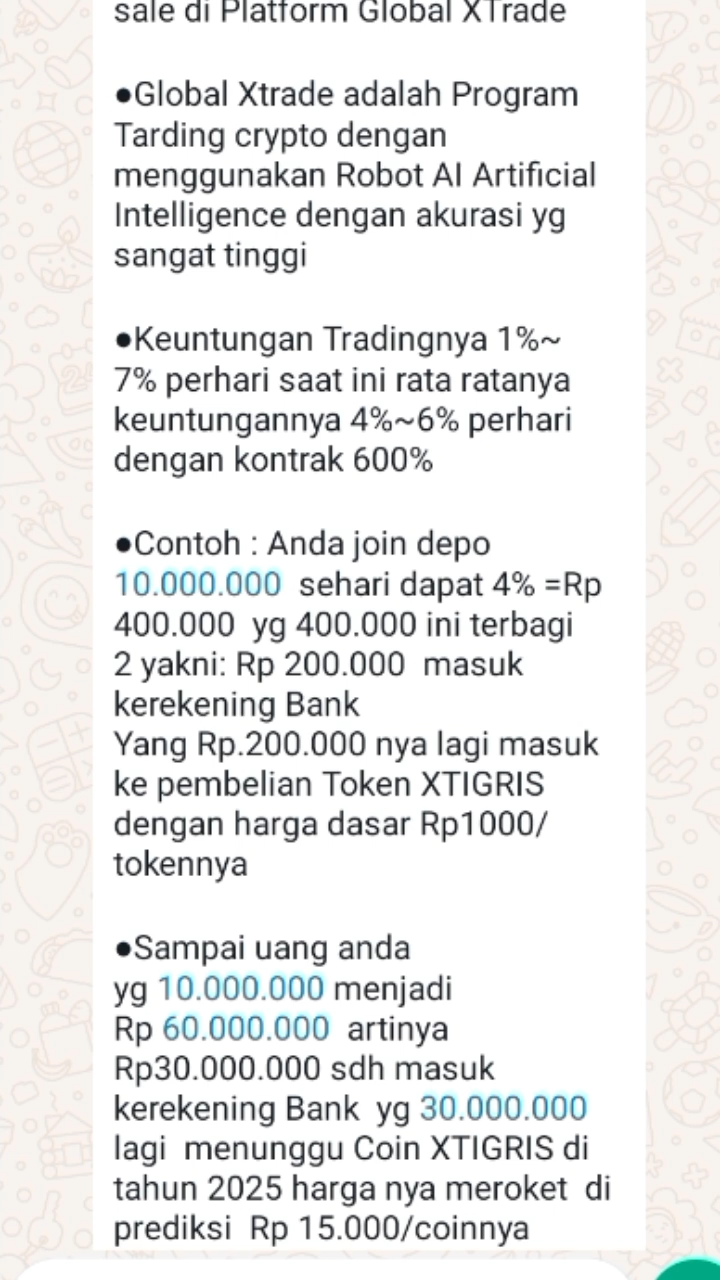 sale di Platform Global XTrade
●Global Xtrade adalah Program
Tarding crypto dengan
menggunakan Robot AI Artificial
Intelligence dengan akurasi yg
sangat tinggi
●Keuntungan Tradingnya 1%~
7% perhari saat ini rata ratanya
keuntungannya 4%~6% perhari
dengan kontrak 600%
●Contoh : Anda join depo
10.000.000 sehari dapat 4% =Rp
400.000 yg 400.000 ini terbagi
2 yakni: Rp 200.000 masuk
kerekening Bank
Yang Rp.200.000 nya lagi masuk
ke pembelian Token XTIGRIS
dengan harga dasar Rp1000/
tokennya
●Sampai uang anda
yg 10.000.000 menjadi
Rp 60.000.000 artinya
Rp30.000.000 sdh masuk
kerekening Bank yg 30.000.000
lagi menunggu Coin XTIGRIS di
tahun 2025 harga nya meroket di
prediksi Rp 15.000/coinnya